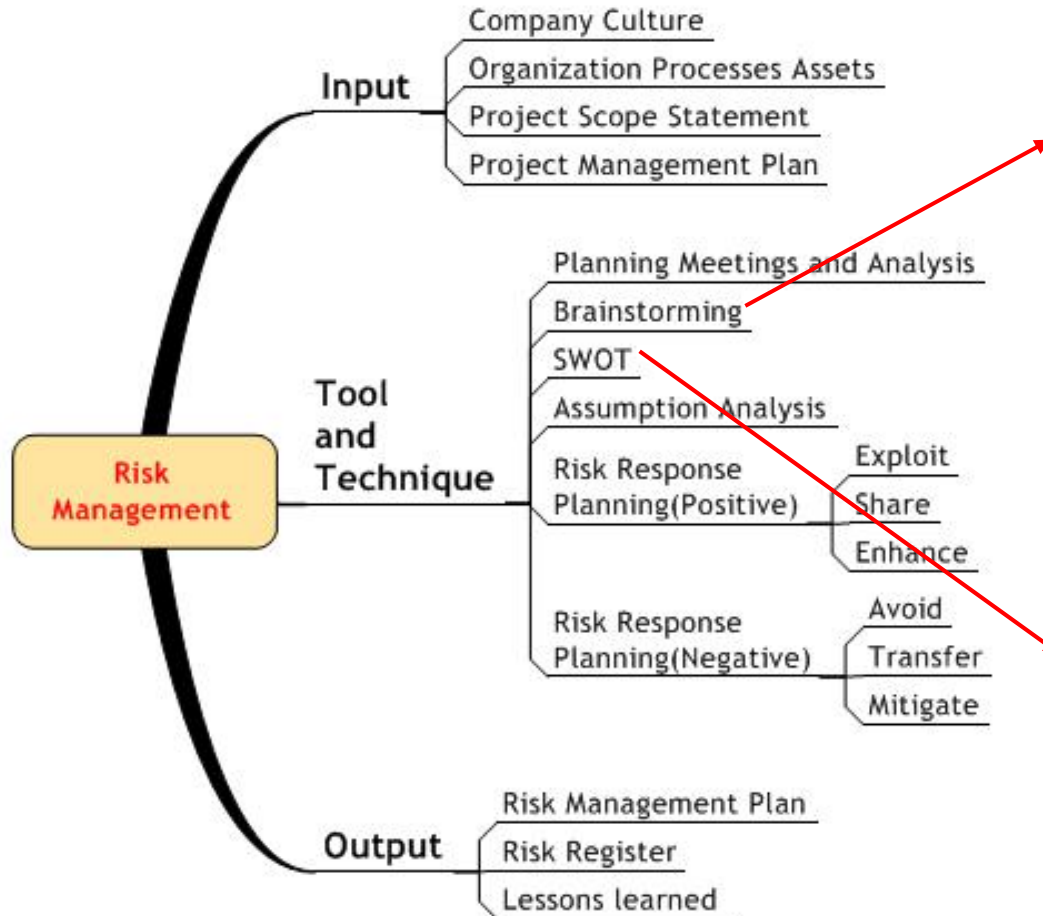 Risk
Management
Input
Company Culture
Organization Processes Assets
Project Scope Statement
Project Management Plan
Tool
and
Technique
Planning Meetings and Analysis
Brainstorming
SWOT
Assumption Analysis
Risk Response
Planning(Positive)
Exploit
Share
Enhance
Risk Response
Planning(Negative)
Avoid
Transfer
Mitigate
Output
Risk Management Plan
Risk Register
Lessons learned